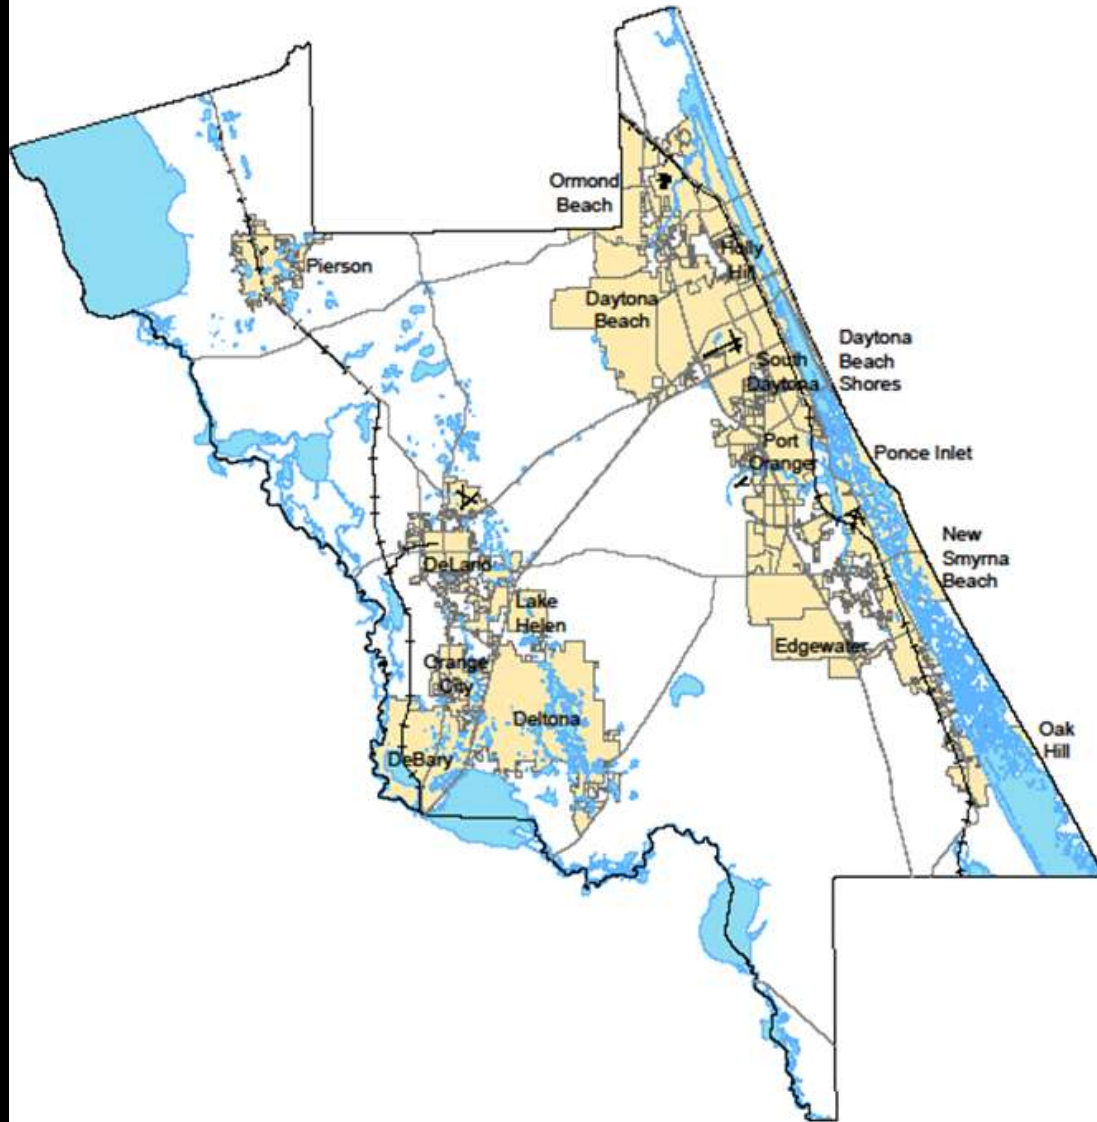 Ormond
Beach
Holly
Hill
Pierson
Daytona
Beach
Daytona
Beach
Shores
South
Daytona
Port
Orange
Ponce Inlet
New
Smyrna
Beach
DeLand
Lake
Helen
Edgewater
Orange
City
Deltona
Oak
Hill
DeBary